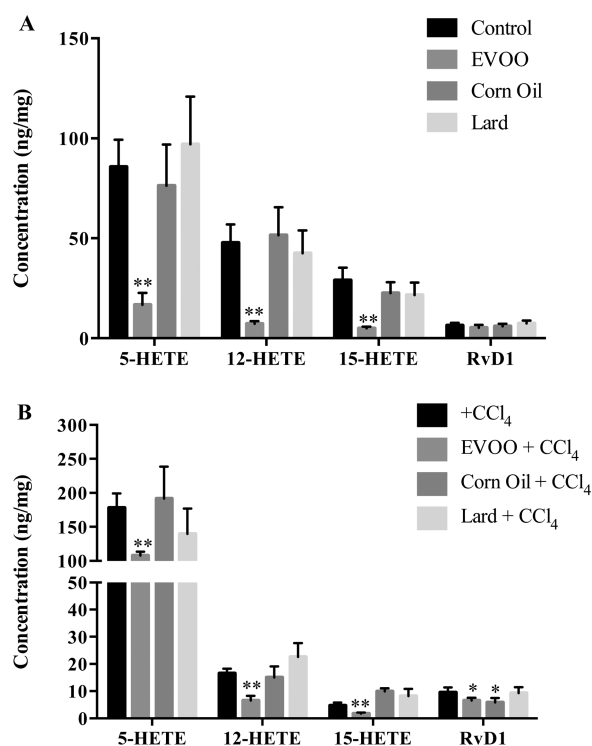 A
Control
EVOO
Corn Oil
Lard
Concentration (ng/mg)
150
100
50
0
**
**
**
5-HETE 12-HETE 15-HETE RvD1
B
+CCl4
EVOO + CCl4
Corn Oil + CCl4
Lard + CCl4
Concentration (ng/mg)
300
250
200
150
100
50
40
30
20
10
0
**
**
**
* *
5-HETE 12-HETE 15-HETE RvD1